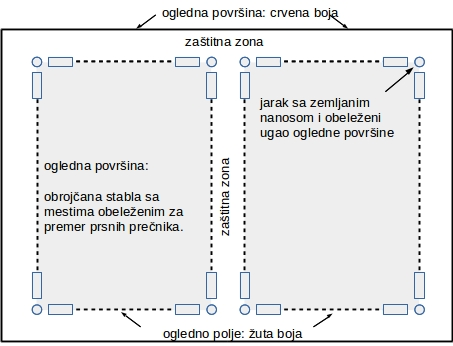 ogledna površina: crvena boja
zaštitna zona
jarak sa zemljanim
nanosom i obeleženi
ugao ogledne površine
ogledna površina:
obrojčana stabla sa
mestima obeleženim za
premer prsnih prečnika.
zaštitna zona
ogledno polje: žuta boja